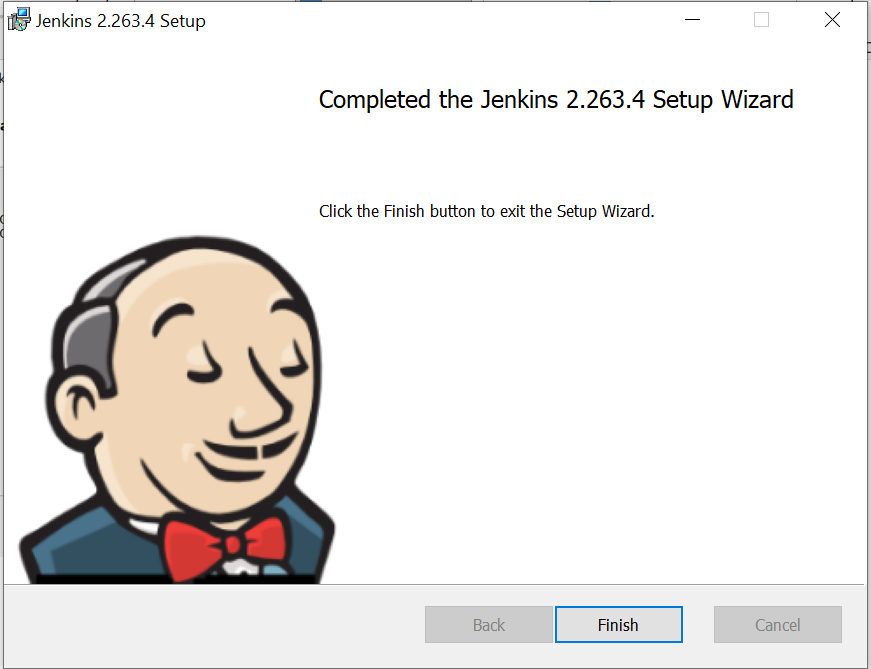 Jenkins 2.263.4 Setup
Completed the Jenkins 2.263.4 Setup Wizard
Click the Finish button to exit the Setup Wizard.
Back
Finish
Cancel